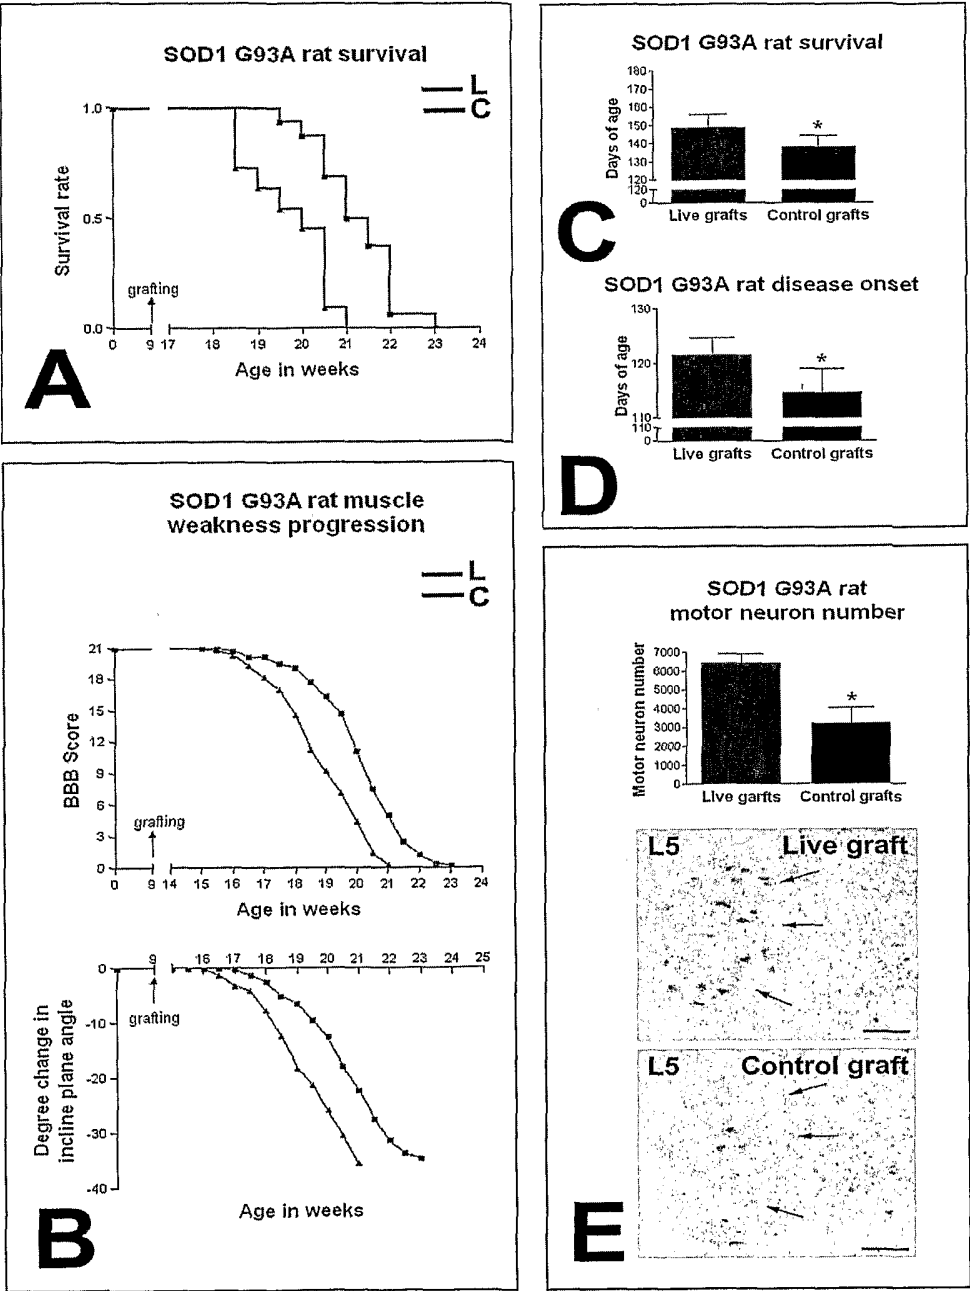 SOD1 G93A rat survival
L
C
1.0
0.5
0.0
Survival rate
grafting
0 9 17 18 19 20 21 22 23 24
Age in weeks
A
SOD1 G93A rat muscle
weakness progression
L
C
21
18
15
12
9
6
3
0
BBB Score
grafting
0 9 14 15 16 17 18 19 20 21 22 23 24
Age in weeks
9 16 17 18 19 20 21 22 23 24 25
0
-10
-20
-30
-40
grafting
Degree change in
incline plane angle
Age in weeks
B
SOD1 G93A rat survival
180
170
160
150
140
130
120
120
0
Days of age
*
Live grafts Control grafts
C
SOD1 G93A rat disease onset
130
120
110
110
0
Days of age
*
Live grafts Control grafts
D
SOD1 G93A rat
motor neuron number
7000
6000
5000
4000
3000
2000
1000
0
Motor neuron number
*
Live garfts Control grafts
L5 Live graft
*
L5 Control graft
E